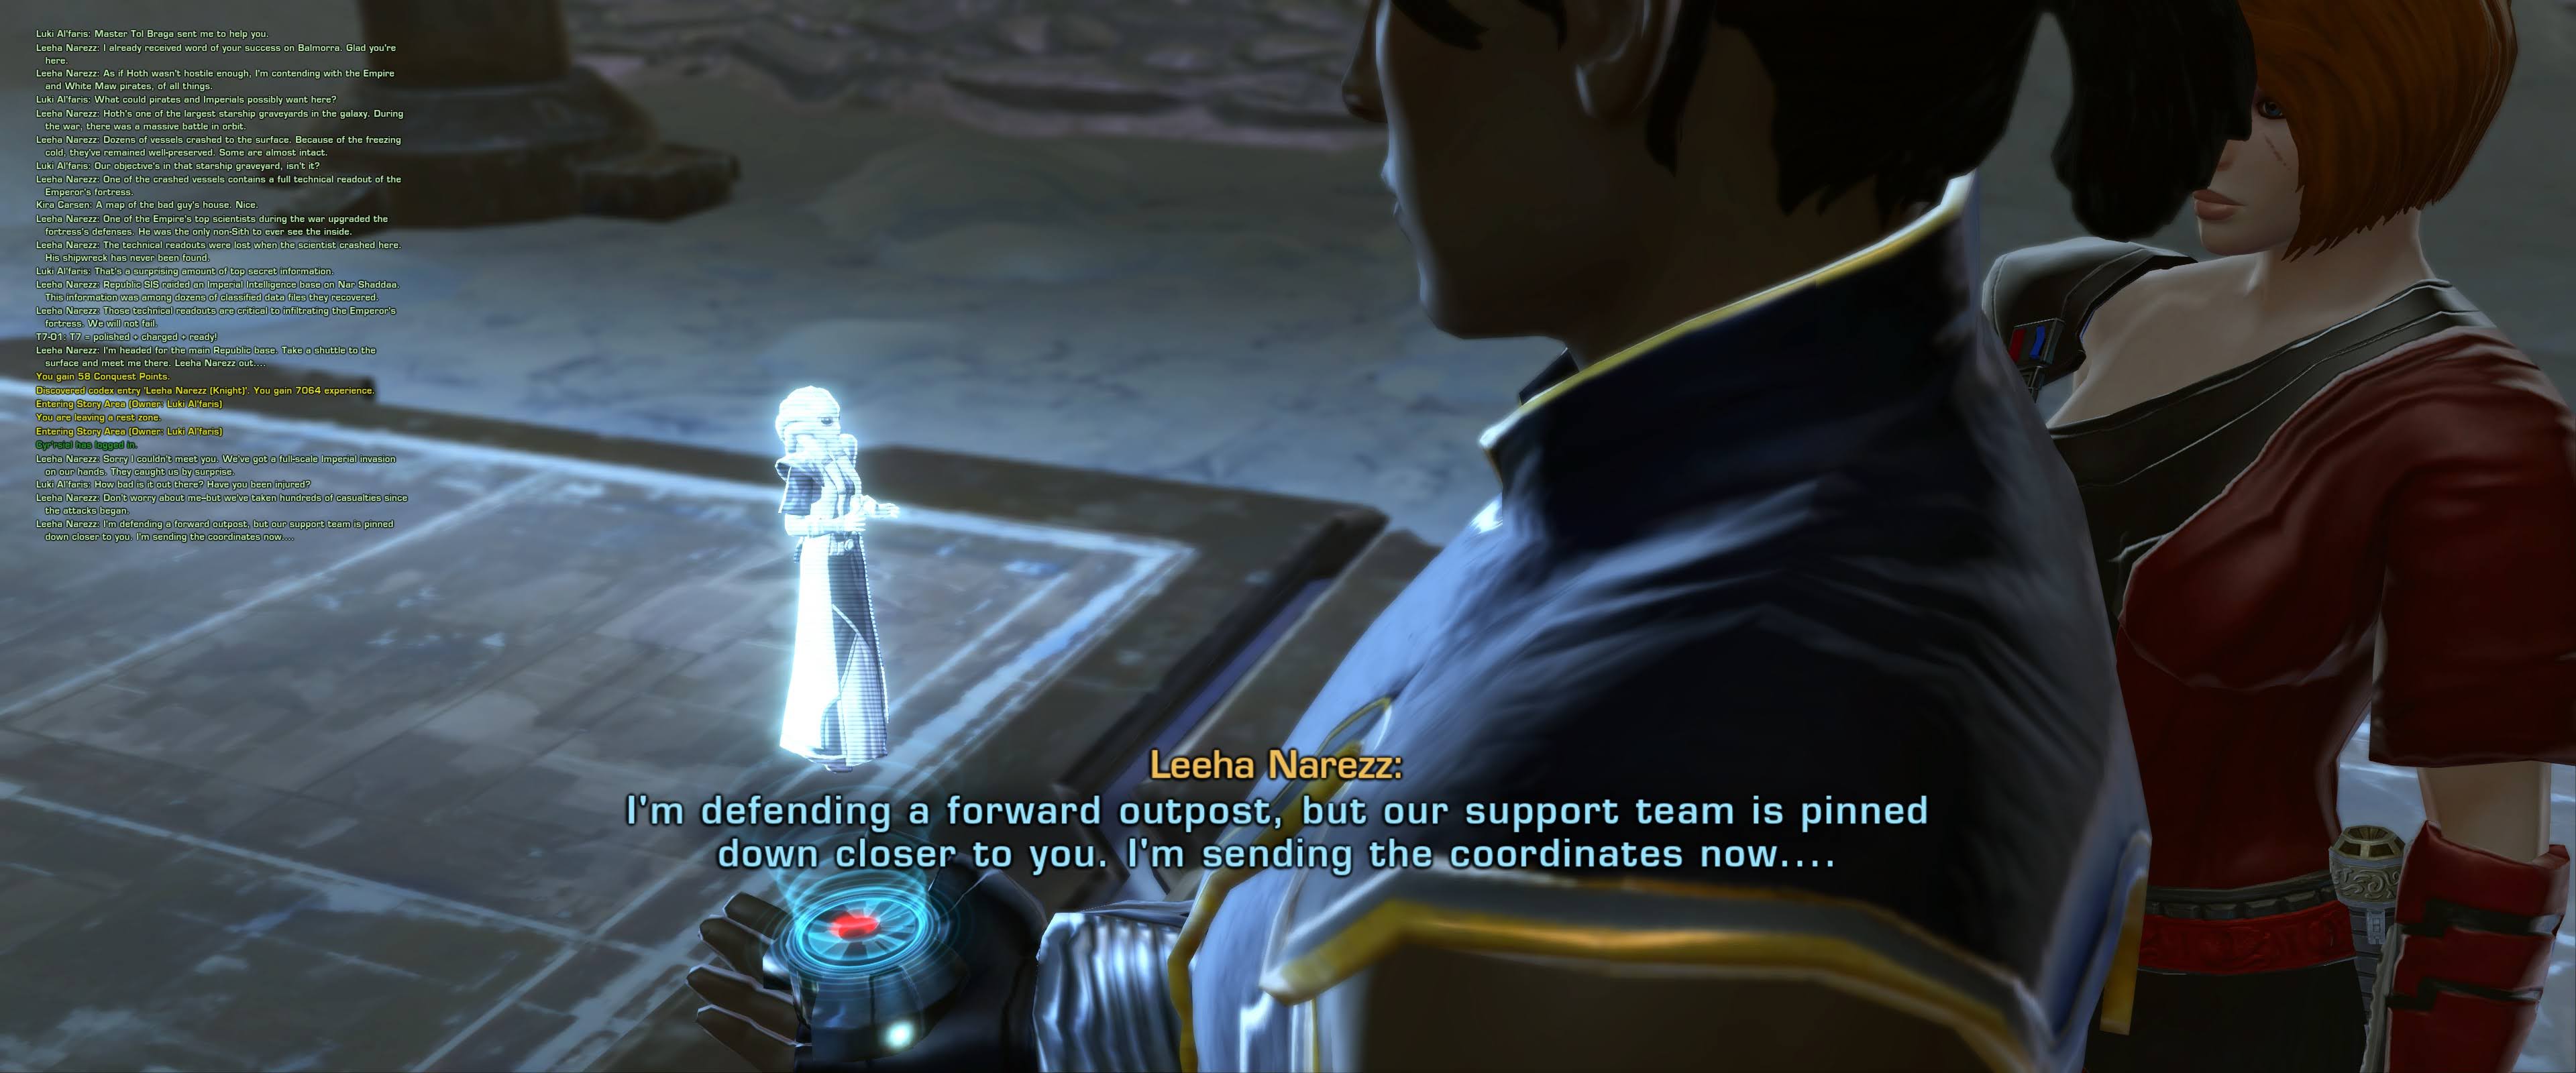 Luki Al'faris: Master Tol Braga sent me to help you.
Leeha Narezz: I already received word of your success on Balmorra. Glad you're
here.
Leeha Narezz: As if Hoth wasn't hostile enough, I'm contending with the Empire
and White Maw pirates, of all things.
Luki Al'faris: What could pirates and Imperials possibly want here?
Leeha Narezz: Hoth's one of the largest starship graveyards in the galaxy. During
the war, there was a massive battle in orbit.
Leeha Narezz: Dozens of vessels crashed to the surface. Because of the freezing
cold, they've remained well-preserved. Some are almost intact.
Luki Al'faris: Our objective's in that starship graveyard, isn't it?
Leeha Narezz: One of the crashed vessels contains a full technical readout of the
Emperor's fortress.
Kira Carsen: A map of the bad guy's house. Nice.
Leeha Narezz: One of the Empire's top scientists during the war upgraded the
fortress's defenses. He was the only non-Sith to ever see the inside.
Leeha Narezz: The technical readouts were lost when the scientist crashed here.
His shipwreck has never been found.
Luki Al'faris: That's a surprising amount of top secret information.
Leeha Narezz: Republic SIS raided an Imperial Intelligence base on Nar Shaddaa.
This information was among dozens of classified data files they recovered.
Leeha Narezz: Those technical readouts are critical to infiltrating the Emperor's
fortress. We will not fail.
T7-01: T7 = polished + charged + ready!
Leeha Narezz: I'm headed for the main Republic base. Take a shuttle to the
surface and meet me there. Leeha Narezz out....
You gain 58 Conquest Points.
Discovered codex entry 'Leeha Narezz (Knight)'. You gain 7064 experience.
Entering Story Area (Owner: Luki Al'faris)
You are leaving a rest zone.
Entering Story Area (Owner: Luki Al'faris)
Cyr'rsiel has logged in.
Leeha Narezz: Sorry I couldn't meet you. We've got a full-scale Imperial invasion
on our hands. They caught us by surprise.
Luki Al'faris: How bad is it out there? Have you been injured?
Leeha Narezz: Don't worry about me—but we've taken hundreds of casualties since
the attacks began.
Leeha Narezz: I'm defending a forward outpost, but our support team is pinned
down closer to you. I'm sending the coordinates now....
Leeha Narezz:
I'm defending a forward outpost, but our support team is pinned
down closer to you. I'm sending the coordinates now....